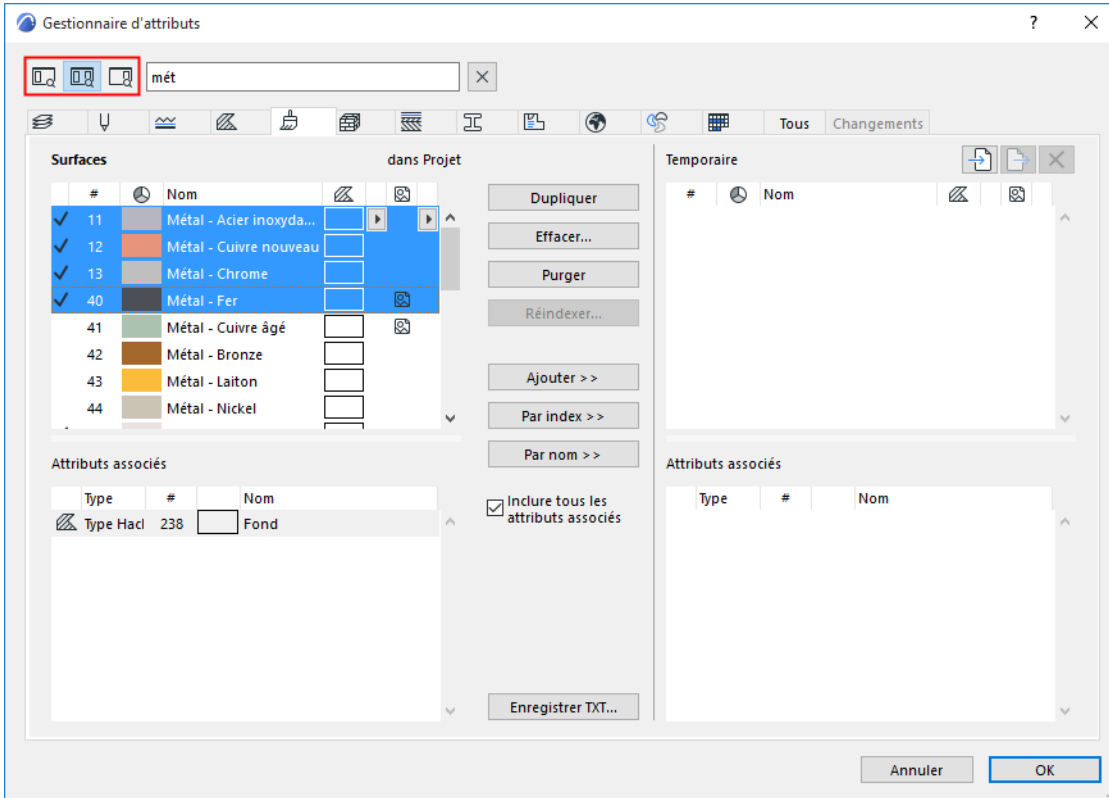 Gestionnaire d'attributs
?
mét
Tous
Changements
Surfaces
dans Projet
# Nom
11 Métal - Acier inoxyda...
12 Métal - Cuivre nouveau
13 Métal - Chrome
40 Métal - Fer
41 Métal - Cuivre âgé
42 Métal - Bronze
43 Métal - Laiton
44 Métal - Nickel
Attributs associés
Type # Nom
Type Hacl 238 Fond
Dupliquer
Effacer...
Purger
Réindexer...
Ajouter >>
Par index >>
Par nom >>
Inclure tous les
attributs associés
Enregistrer TXT...
Temporaire
# Nom
Attributs associés
Type # Nom
Annuler
OK